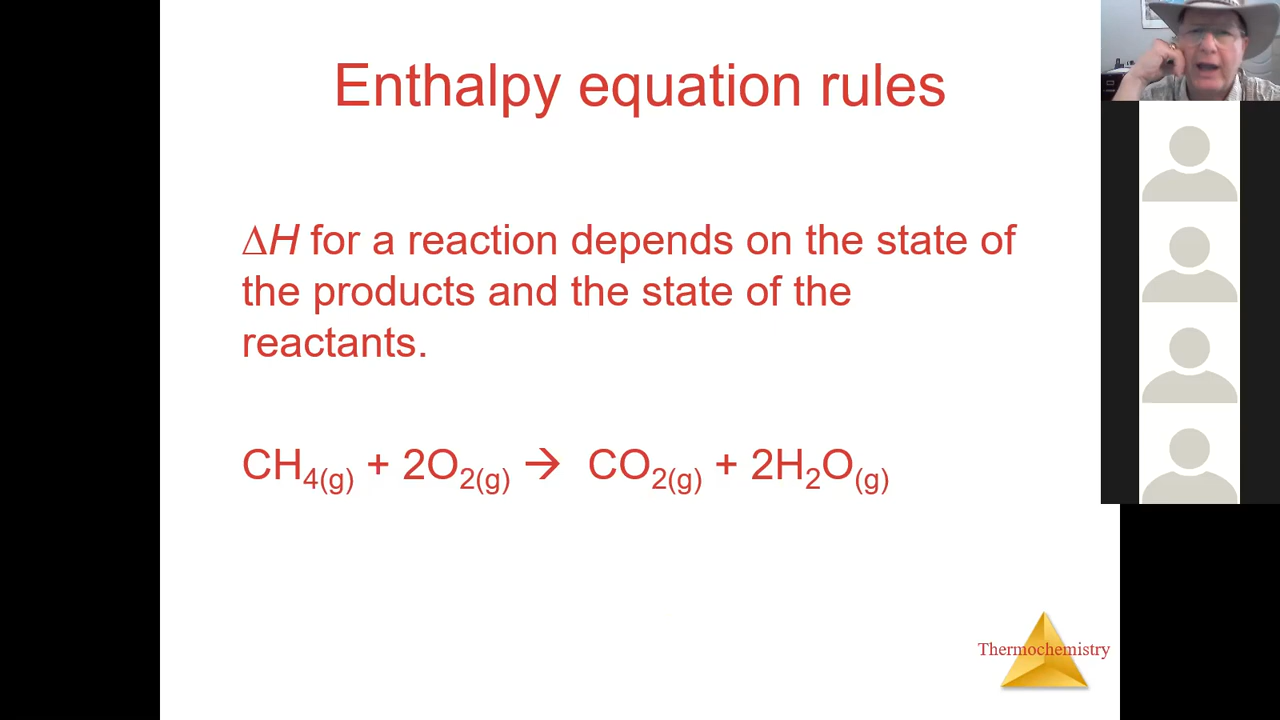 Enthalpy equation rules
ΔH for a reaction depends on the state of
the products and the state of the
reactants.
CH₄₍g₎ + 2O₂₍g₎ → CO₂₍g₎ + 2H₂O₍g₎
Thermochemistry